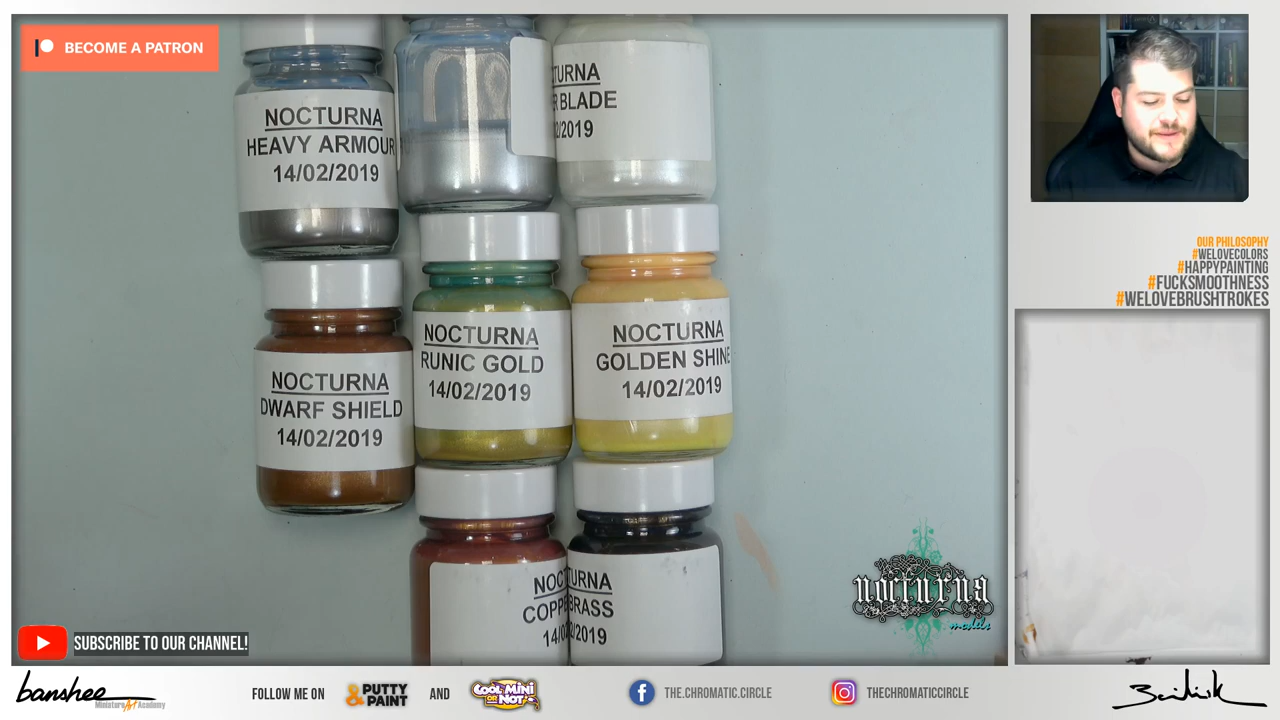 BECOME A PATRON
NOCTURNA
HEAVY ARMOUR
14/02/2019
TURNA
BLADE
2019
NOCTURNA
DWARF SHIELD
14/02/2019
NOCTURNA
RUNIC GOLD
14/02/2019
NOCTURNA
GOLDEN SHINE
14/02/2019
NOC
COPP
14/0
TURNA
BRASS
2019
nocturna
models
SUBSCRIBE TO OUR CHANNEL!
OUR PHILOSOPHY
#WELOVECOLORS
#HAPPYPAINTING
#FUCKSMOOTHNESS
#WELOVEBRUSHTROKES
banshee
MiniatureArtAcademy
FOLLOW ME ON
PUTTY
&PAINT
AND
COOL MINI
OR NOT
THE.CHROMATIC.CIRCLE
THECHROMATICCIRCLE